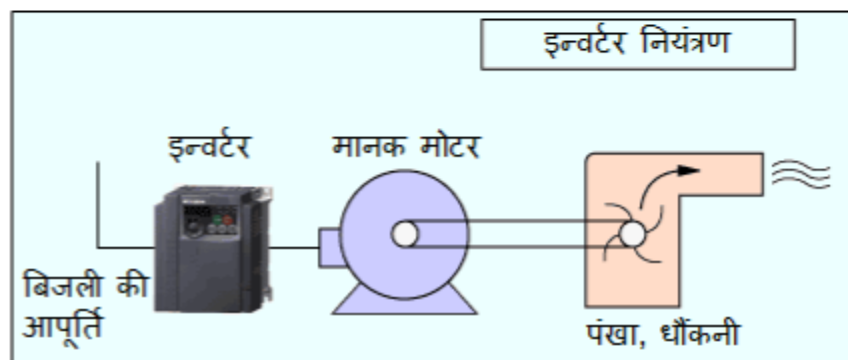 इन्वर्टर नियंत्रण
इन्वर्टर
मानक मोटर
बिजली की
आपूर्ति
पंखा, धौंकनी